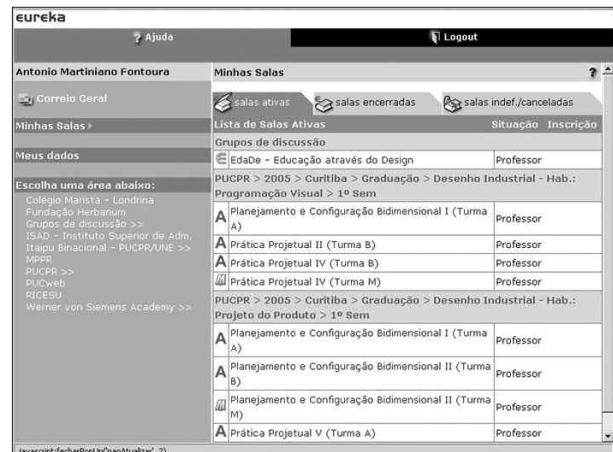 eureka
? Ajuda
Logout
Antonio Martiniano Fontoura
Correio Geral
Minhas Salas >
Meus dados
Escolha uma área abaixo:
Colégio Marista - Londrina
Fundação Herbarium
Grupos de discussão >>
ISAD - Instituto Superior de Adm.
Itaipu Binacional - PUCPR/UNE >>
MPPR
PUCPR >>
PUCweb
RICESU
Werner von Siemens Academy >>
Minhas Salas ?
salas ativas
salas encerradas
salas indef./canceladas
Lista de Salas Ativas Situação Inscrição
Grupos de discussão
EdaDe - Educação através do Design Professor
PUCPR > 2005 > Curitiba > Graduação > Desenho Industrial - Hab.:
Programação Visual > 1º Sem
A Planejamento e Configuração Bidimensional I (Turma
A) Professor
A Prática Projetual II (Turma B) Professor
A Prática Projetual IV (Turma B) Professor
Prática Projetual IV (Turma M) Professor
PUCPR > 2005 > Curitiba > Graduação > Desenho Industrial - Hab.:
Projeto do Produto > 1º Sem
A Planejamento e Configuração Bidimensional I (Turma
A) Professor
A Planejamento e Configuração Bidimensional II (Turma
B) Professor
Planejamento e Configuração Bidimensional II (Turma
M) Professor
A Prática Projetual V (Turma A) Professor
javascript:fecharPopUp('naoAtualizar', 2)